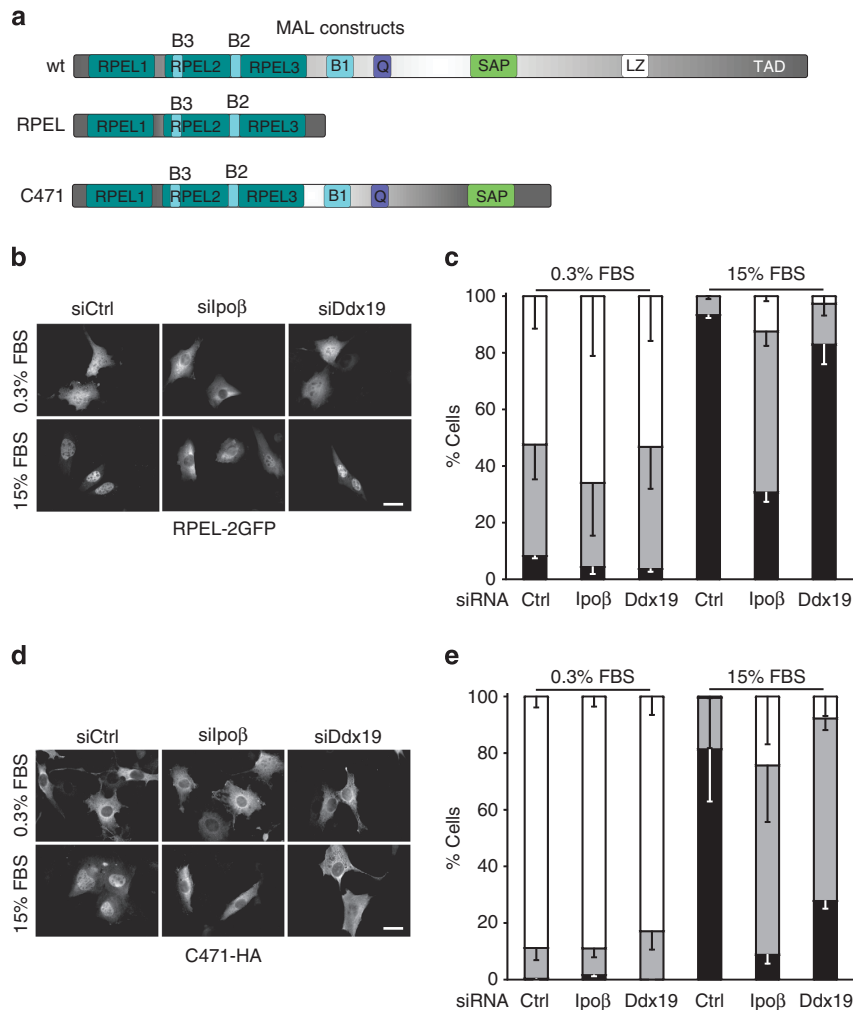 a
MAL constructs
B3 B2
wt RPEL1 RPEL2 RPEL3 B1 Q SAP LZ TAD
B3 B2
RPEL RPEL1 RPEL2 RPEL3
B3 B2
C471 RPEL1 RPEL2 RPEL3 B1 Q SAP
b
siCtrl siIpoβ siDdx19
0.3% FBS
15% FBS
RPEL-2GFP
c
0.3% FBS 15% FBS
100
80
60
40
20
0
% Cells
siRNA Ctrl Ipoβ Ddx19 Ctrl Ipoβ Ddx19
d
siCtrl siIpoβ siDdx19
0.3% FBS
15% FBS
C471-HA
e
0.3% FBS 15% FBS
100
80
60
40
20
0
% Cells
siRNA Ctrl Ipoβ Ddx19 Ctrl Ipoβ Ddx19